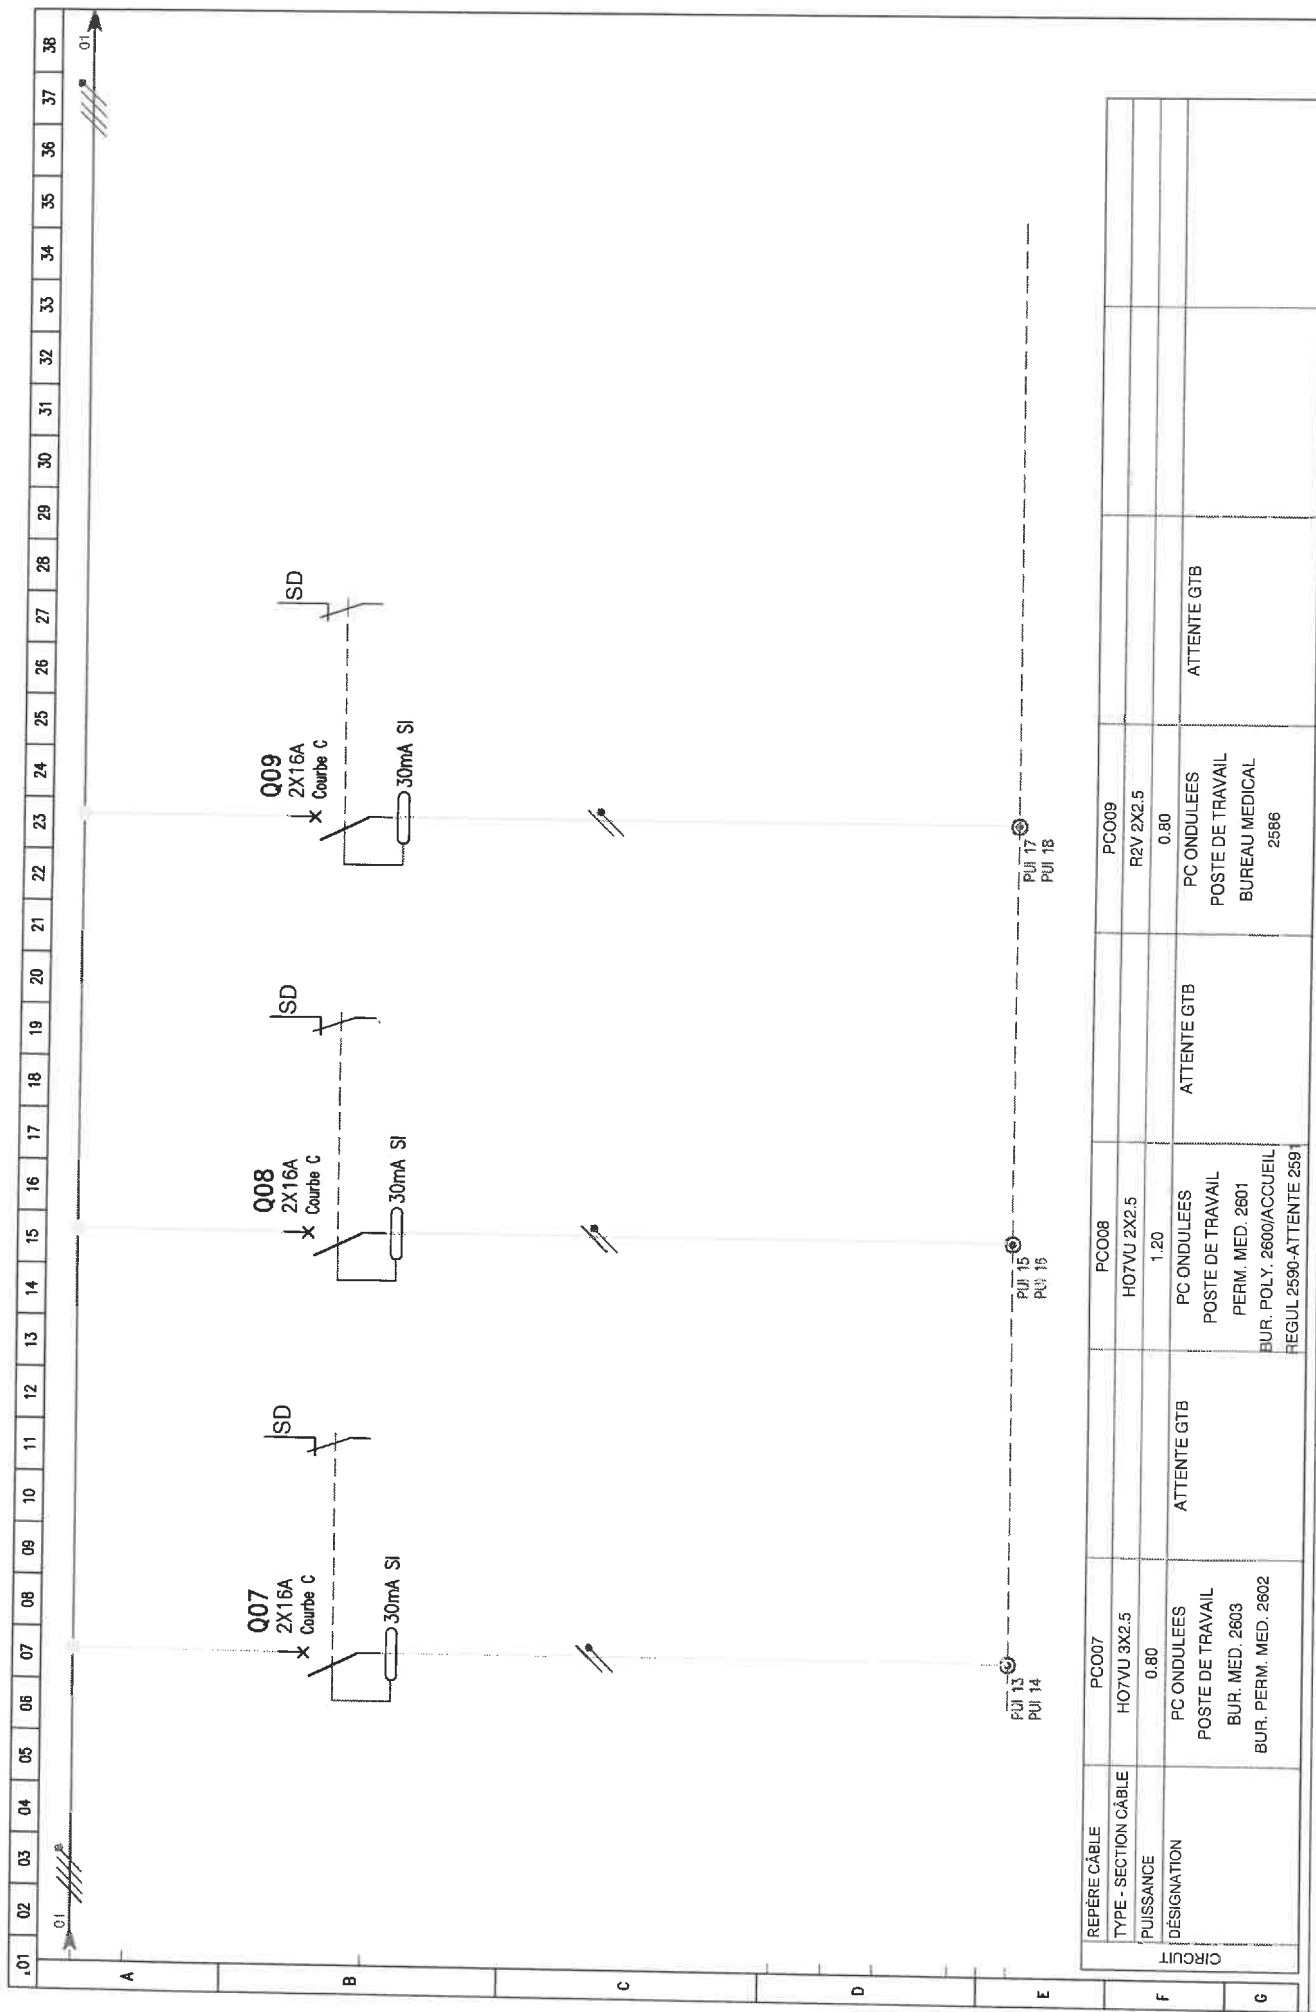 .01 02 03 04 05 06 07 08 09 10 11 12 13 14 15 16 17 18 19 20 21 22 23 24 25 26 27 28 29 30 31 32 33 34 35 36 37 38
01
01
A
B
C
D
E
F
G
Q07
2X16A
Courbe C
30mA SI
SD
Q08
2X16A
Courbe C
30mA SI
SD
Q09
2X16A
Courbe C
30mA SI
SD
PUI 13
PUI 14
PUI 15
PUI 16
PUI 17
PUI 18
CIRCUIT
REPÈRE CÂBLE PCO07 PCO08 PCO09
TYPE - SECTION CÂBLE HO7VU 3X2.5 HO7VU 2X2.5 R2V 2X2.5
PUISSANCE 0.80 1.20 0.80
DÉSIGNATION
PC ONDULEES
POSTE DE TRAVAIL
BUR. MED. 2603
BUR. PERM. MED. 2602
ATTENTE GTB
PC ONDULEES
POSTE DE TRAVAIL
PERM. MED. 2601
BUR. POLY. 2600/ACCUEIL
REGUL 2590-ATTENTE 2591
ATTENTE GTB
PC ONDULEES
POSTE DE TRAVAIL
BUREAU MEDICAL
2586
ATTENTE GTB